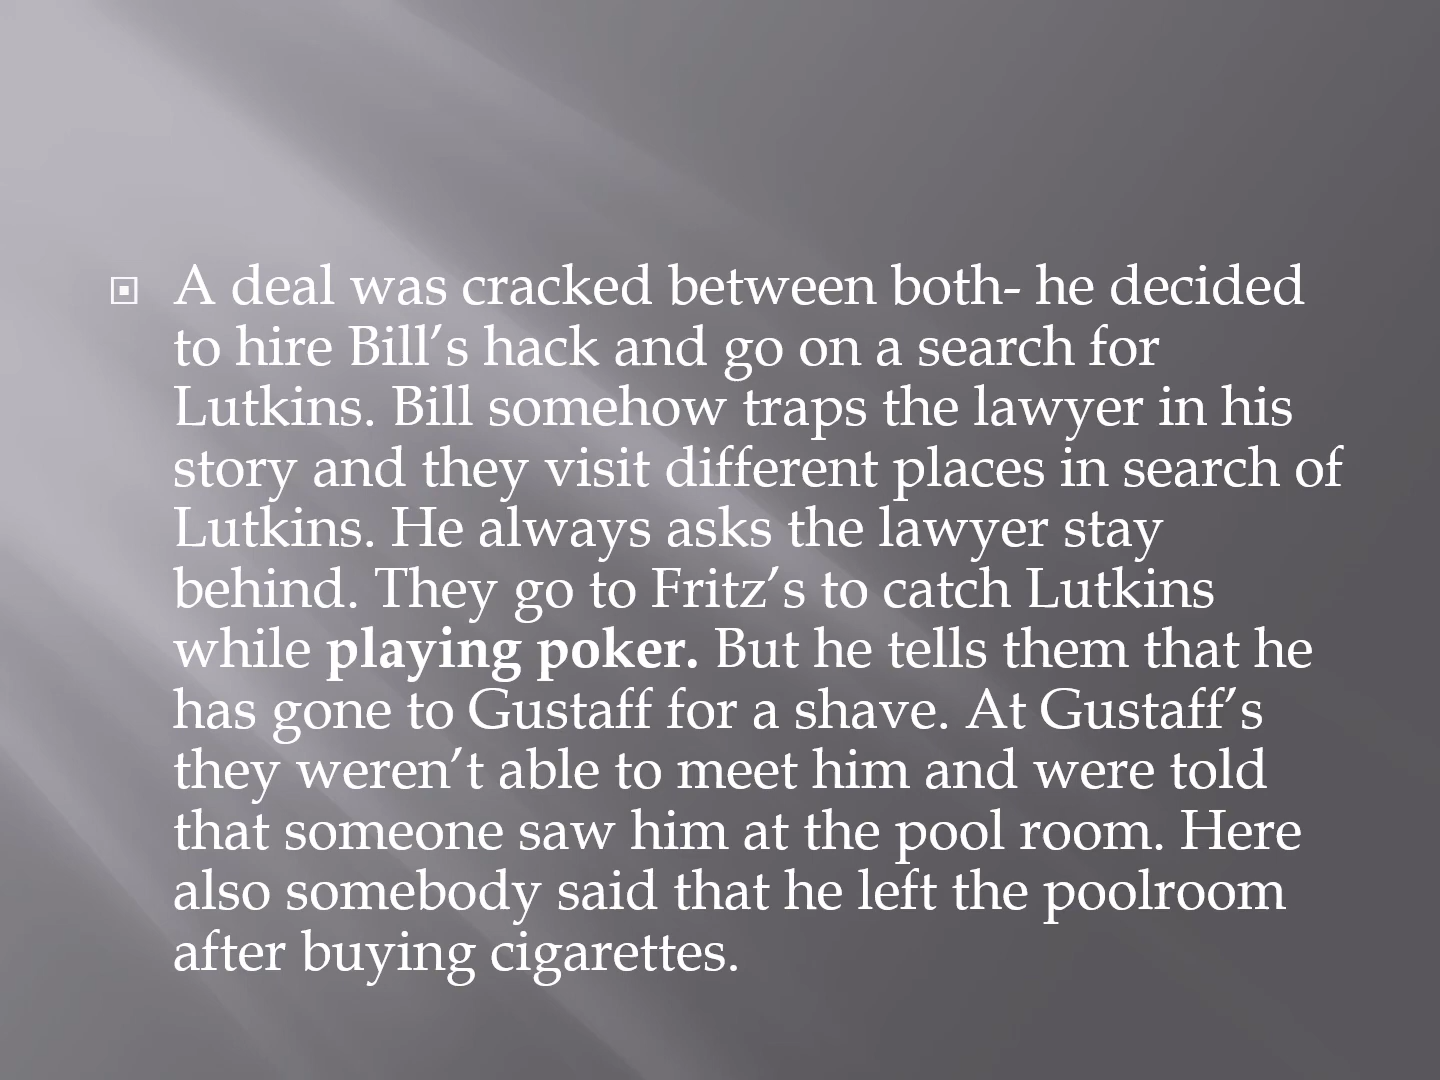 A deal was cracked between both- he decided
to hire Bill’s hack and go on a search for
Lutkins. Bill somehow traps the lawyer in his
story and they visit different places in search of
Lutkins. He always asks the lawyer stay
behind. They go to Fritz’s to catch Lutkins
while playing poker. But he tells them that he
has gone to Gustaff for a shave. At Gustaff’s
they weren’t able to meet him and were told
that someone saw him at the pool room. Here
also somebody said that he left the poolroom
after buying cigarettes.